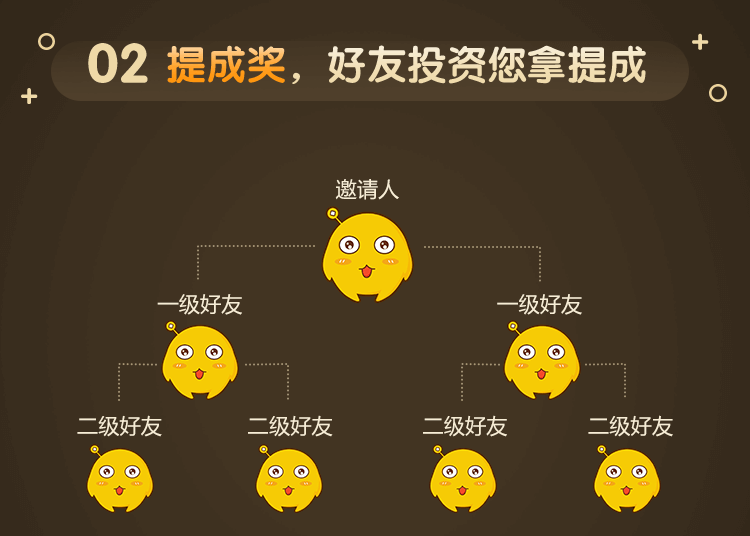 02 提成奖，好友投资您拿提成
邀请人
一级好友 一级好友
二级好友 二级好友 二级好友 二级好友